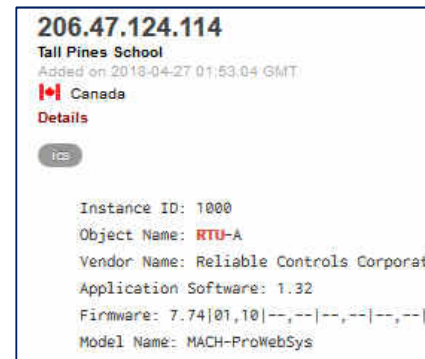 206.47.124.114
Tall Pines School
Added on 2018-04-27 01:53:04 GMT
Canada
Details
ics
Instance ID: 1000
Object Name: RTU-A
Vendor Name: Reliable Controls Corporat
Application Software: 1.32
Firmware: 7.74|01,10|--,--|--,--|--,--|
Model Name: MACH-ProWebSys